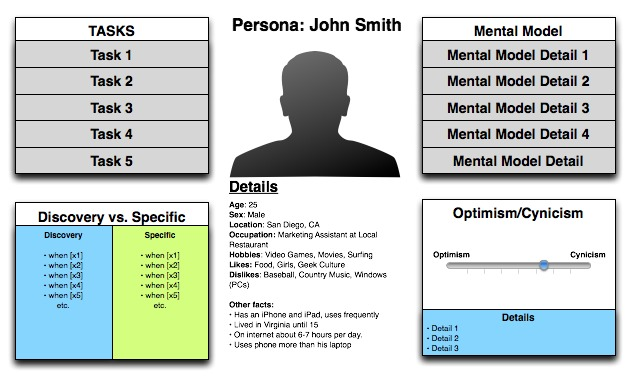 TASKS
Task 1
Task 2
Task 3
Task 4
Task 5
Persona: John Smith
Mental Model
Mental Model Detail 1
Mental Model Detail 2
Mental Model Detail 3
Mental Model Detail 4
Mental Model Detail
Details
Age: 25
Sex: Male
Location: San Diego, CA
Occupation: Marketing Assistant at Local
Restaurant
Hobbles: Video Games, Movies, Surfing
Likes: Food, Girls, Geek Culture
Dislikes: Baseball, Country Music, Windows
(PCs)
Other facts:
• Has an iPhone and iPad, uses frequently
• Lived in Virginia until 15
• On internet about 6-7 hours per day.
• Uses phone more than his laptop
Discovery vs. Specific
Discovery
• when [x1]
• when [x2]
• when [x3]
• when [x4]
• when [x5]
etc.
Specific
• when [x1]
• when [x2]
• when [x3]
• when [x4]
• when [x5]
etc.
Optimism/Cynicism
Optimism
Cynicism
Details
• Detail 1
• Detail 2
• Detail 3